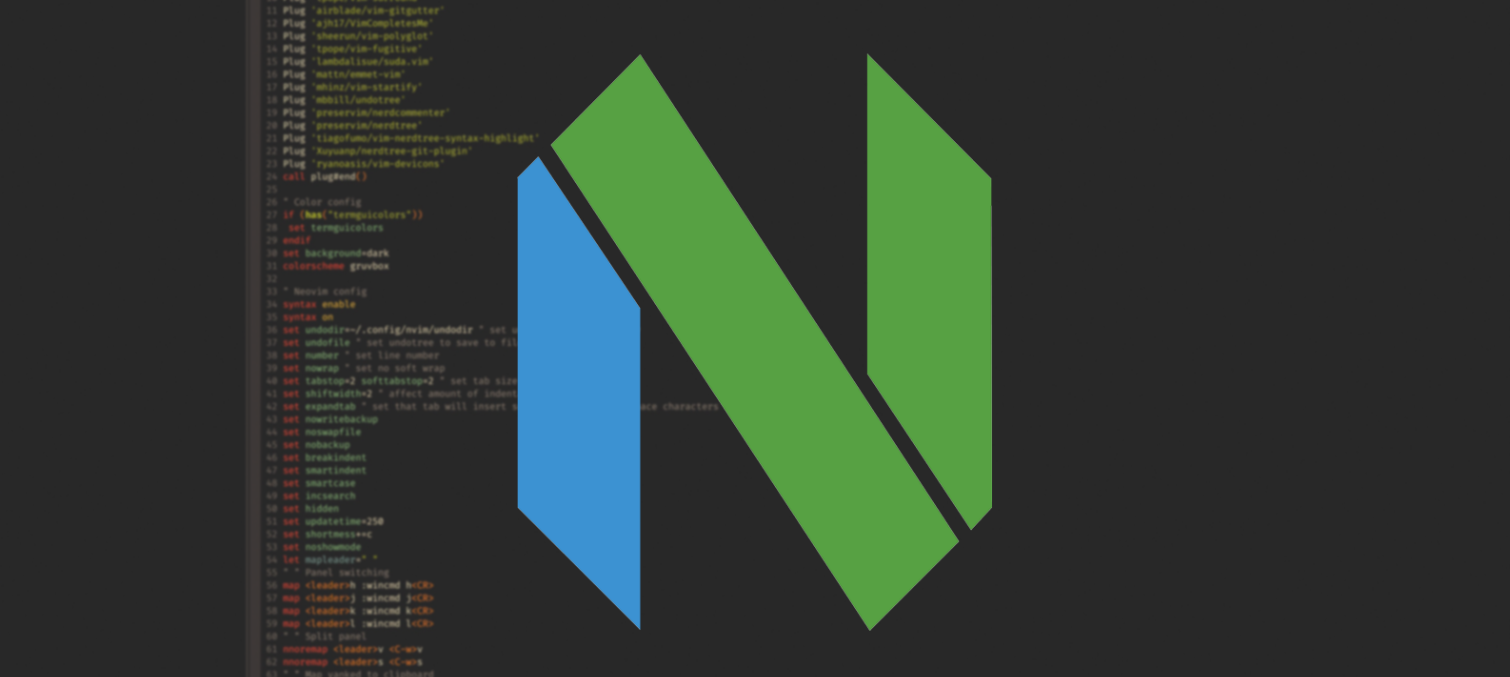 11 Plug 'airblade/vim-gitgutter'
12 Plug 'ajh17/VimCompletesMe'
13 Plug 'sheerun/vim-polyglot'
14 Plug 'tpope/vim-fugitive'
15 Plug 'lambdalisue/suda.vim'
16 Plug 'mattn/emmet-vim'
17 Plug 'mhinz/vim-startify'
18 Plug 'mbbill/undotree'
19 Plug 'preservim/nerdcommenter'
20 Plug 'preservim/nerdtree'
21 Plug 'tiagofumo/vim-nerdtree-syntax-highlight'
22 Plug 'Xuyuanp/nerdtree-git-plugin'
23 Plug 'ryanoasis/vim-devicons'
24 call plug#end()
25
26 " Color config
27 if (has("termguicolors"))
28 set termguicolors
29 endif
30 set background=dark
31 colorscheme gruvbox
32
33 " Neovim config
34 syntax enable
35 syntax on
36 set undodir=~/.config/nvim/undodir " set u
37 set undofile " set undotree to save to fil
38 set number " set line number
39 set nowrap " set no soft wrap
40 set tabstop=2 softtabstop=2 " set tab size
41 set shiftwidth=2 " affect amount of indent
42 set expandtab " set that tab will insert s ace characters
43 set nowritebackup
44 set noswapfile
45 set nobackup
46 set breakindent
47 set smartindent
48 set smartcase
49 set incsearch
50 set hidden
51 set updatetime=250
52 set shortmess+=c
53 set noshowmode
54 let mapleader=" "
55 " " Panel switching
56 map <leader>h :wincmd h<CR>
57 map <leader>j :wincmd j<CR>
58 map <leader>k :wincmd k<CR>
59 map <leader>l :wincmd l<CR>
60 " " Split panel
61 nnoremap <leader>v <C-w>v
62 nnoremap <leader>s <C-w>s
63 " " Map yanked to clipboard